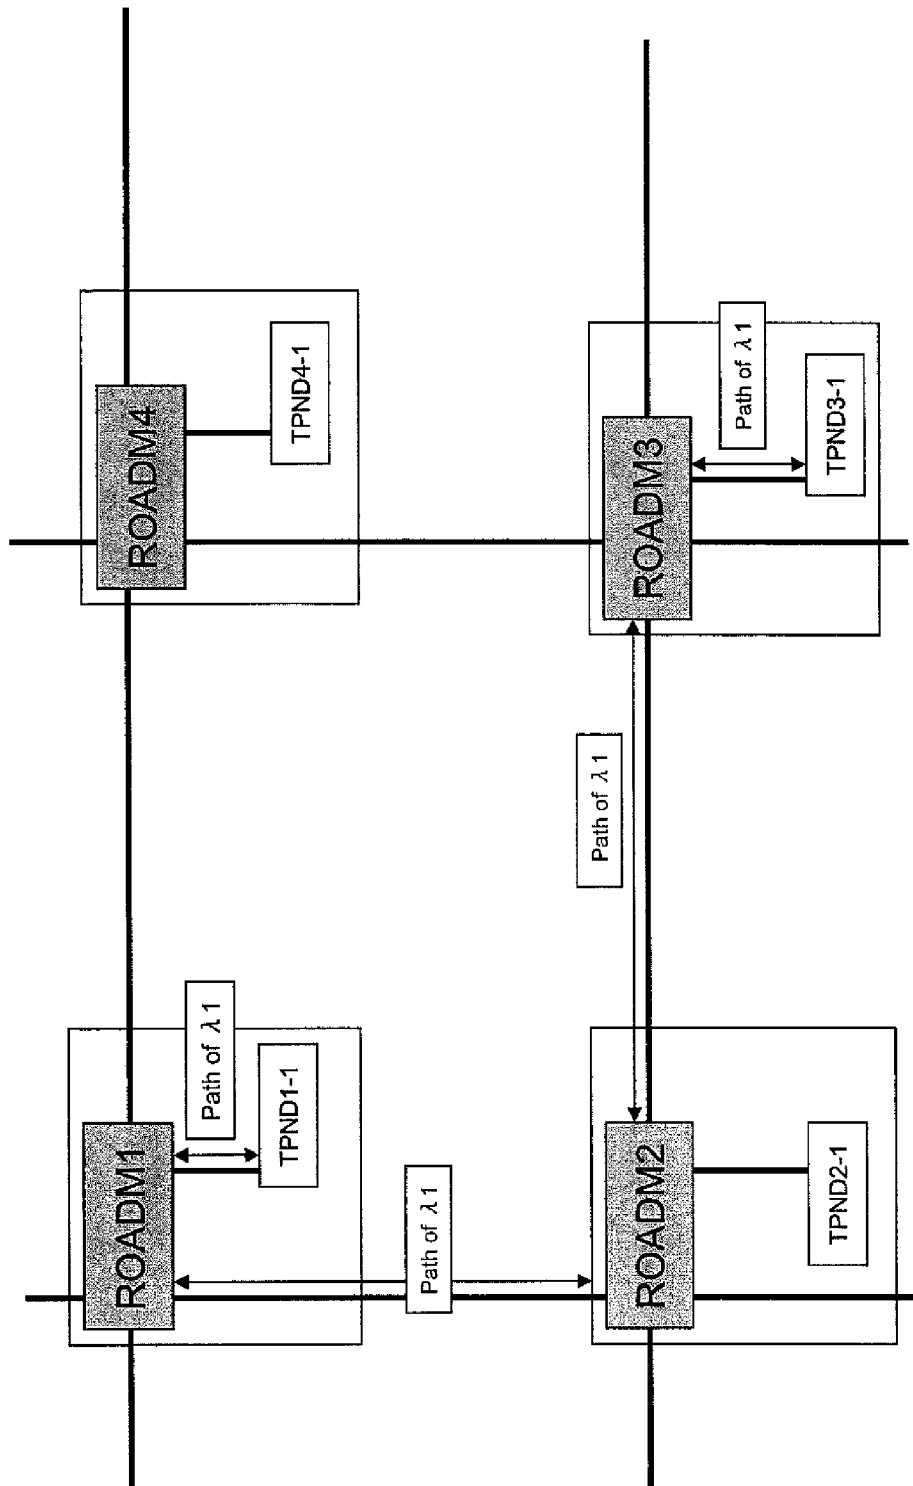 ROADM1
Path of λ1
TPND1-1
Path of λ1
ROADM2
TPND2-1
Path of λ1
ROADM3
Path of λ1
TPND3-1
ROADM4
TPND4-1